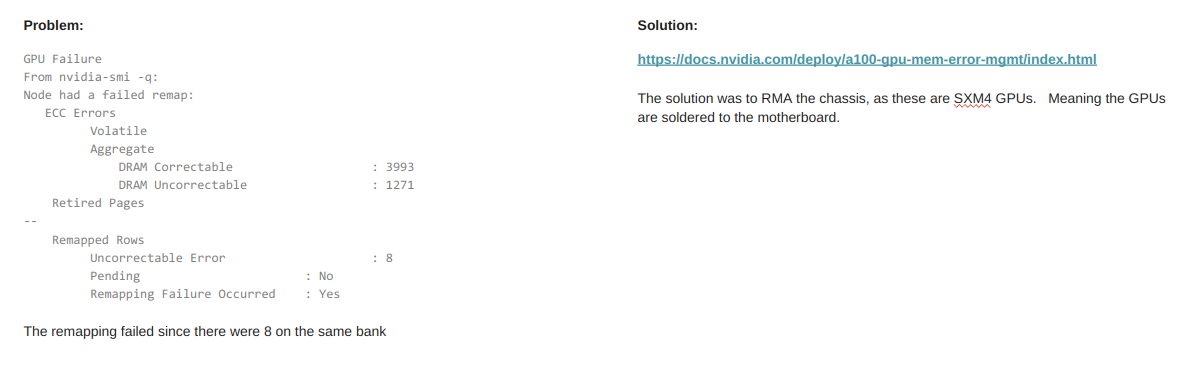 Problem:
GPU Failure
From nvidia-smi -q:
Node had a failed remap:
ECC Errors
Volatile
Aggregate
DRAM Correctable : 3993
DRAM Uncorrectable : 1271
Retired Pages
--
Remapped Rows
Uncorrectable Error : 8
Pending : No
Remapping Failure Occurred : Yes
The remapping failed since there were 8 on the same bank
Solution:
https://docs.nvidia.com/deploy/a100-gpu-mem-error-mgmt/index.html
The solution was to RMA the chassis, as these are SXM4 GPUs. Meaning the GPUs
are soldered to the motherboard.